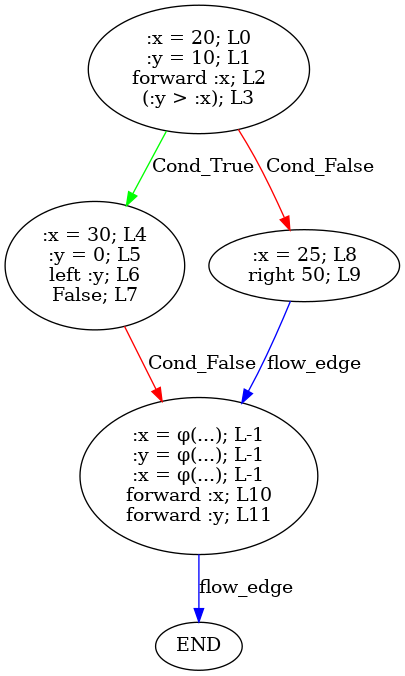 :x = 20; L0
:y = 10; L1
forward :x; L2
(:y > :x); L3
Cond_True
Cond_False
:x = 30; L4
:y = 0; L5
left :y; L6
False; L7
:x = 25; L8
right 50; L9
Cond_False
flow_edge
:x = φ(...); L-1
:y = φ(...); L-1
:x = φ(...); L-1
forward :x; L10
forward :y; L11
flow_edge
END